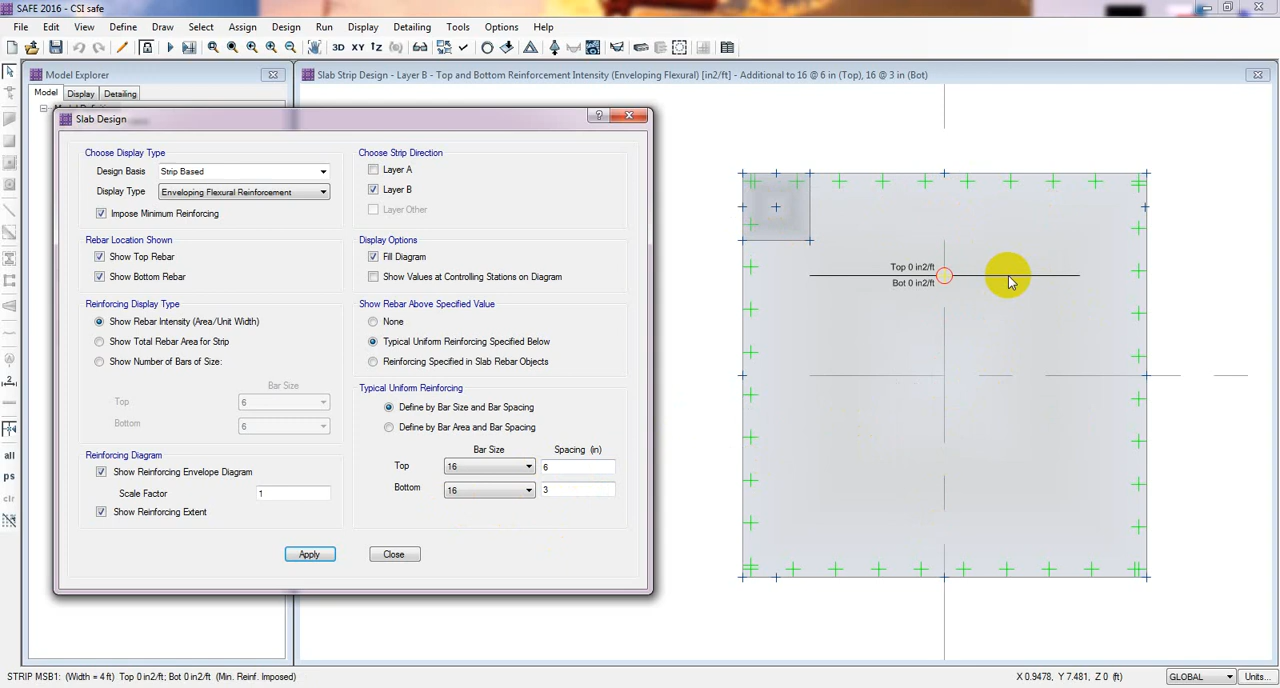 SAFE 2016 - CSI safe
File Edit View Define Draw Select Assign Design Run Display Detailing Tools Options Help
3D XY
Model Explorer
Slab Strip Design - Layer B - Top and Bottom Reinforcement Intensity (Enveloping Flexural) [in2/ft] - Additional to 16 @ 6 in (Top), 16 @ 3 in (Bot)
Model Display Detailing
Slab Design
Choose Display Type
Design Basis Strip Based
Display Type Enveloping Flexural Reinforcement
Impose Minimum Reinforcing
Rebar Location Shown
Show Top Rebar
Show Bottom Rebar
Reinforcing Display Type
Show Rebar Intensity (Area/Unit Width)
Show Total Rebar Area for Strip
Show Number of Bars of Size:
Bar Size
Top 6
Bottom 6
Reinforcing Diagram
Show Reinforcing Envelope Diagram
Scale Factor 1
Show Reinforcing Extent
Choose Strip Direction
Layer A
Layer B
Layer Other
Display Options
Fill Diagram
Show Values at Controlling Stations on Diagram
Show Rebar Above Specified Value
None
Typical Uniform Reinforcing Specified Below
Reinforcing Specified in Slab Rebar Objects
Typical Uniform Reinforcing
Define by Bar Size and Bar Spacing
Define by Bar Area and Bar Spacing
Bar Size Spacing (in)
Top 16 6
Bottom 16 3
Apply Close
Top 0 in2/ft
Bot 0 in2/ft
all
ps
clr
STRIP MSB1: (Width = 4 ft) Top 0 in2/ft; Bot 0 in2/ft (Min. Reinf. Imposed)
X 0.9478, Y 7.481, Z 0 (ft)
GLOBAL
Units...